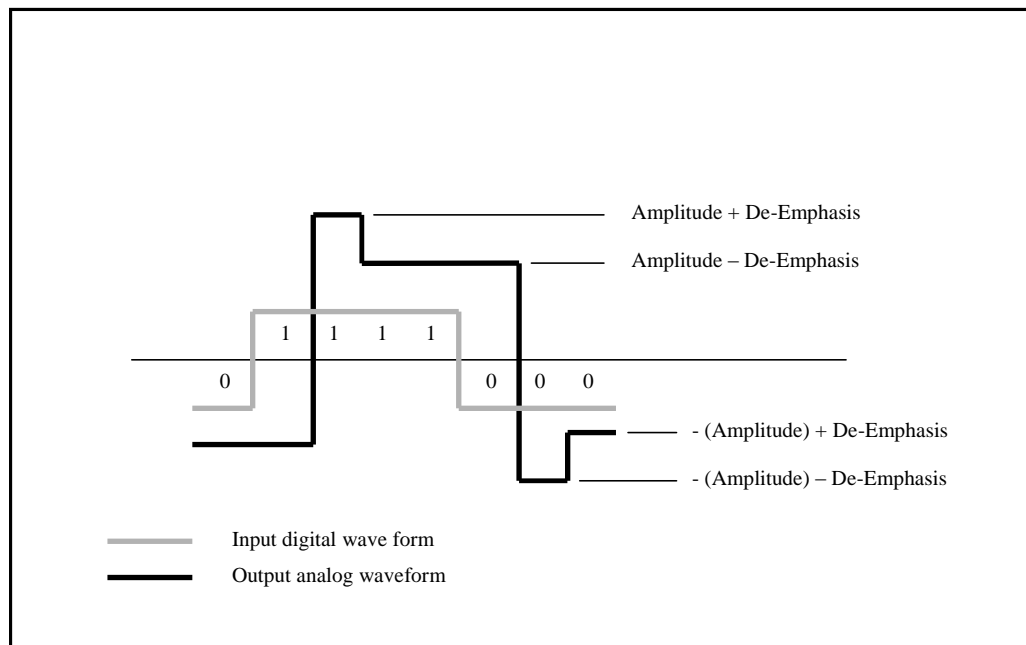 Amplitude + De-Emphasis
Amplitude – De-Emphasis
1 1 1 1
0 0 0 0
- (Amplitude) + De-Emphasis
- (Amplitude) – De-Emphasis
Input digital wave form
Output analog waveform